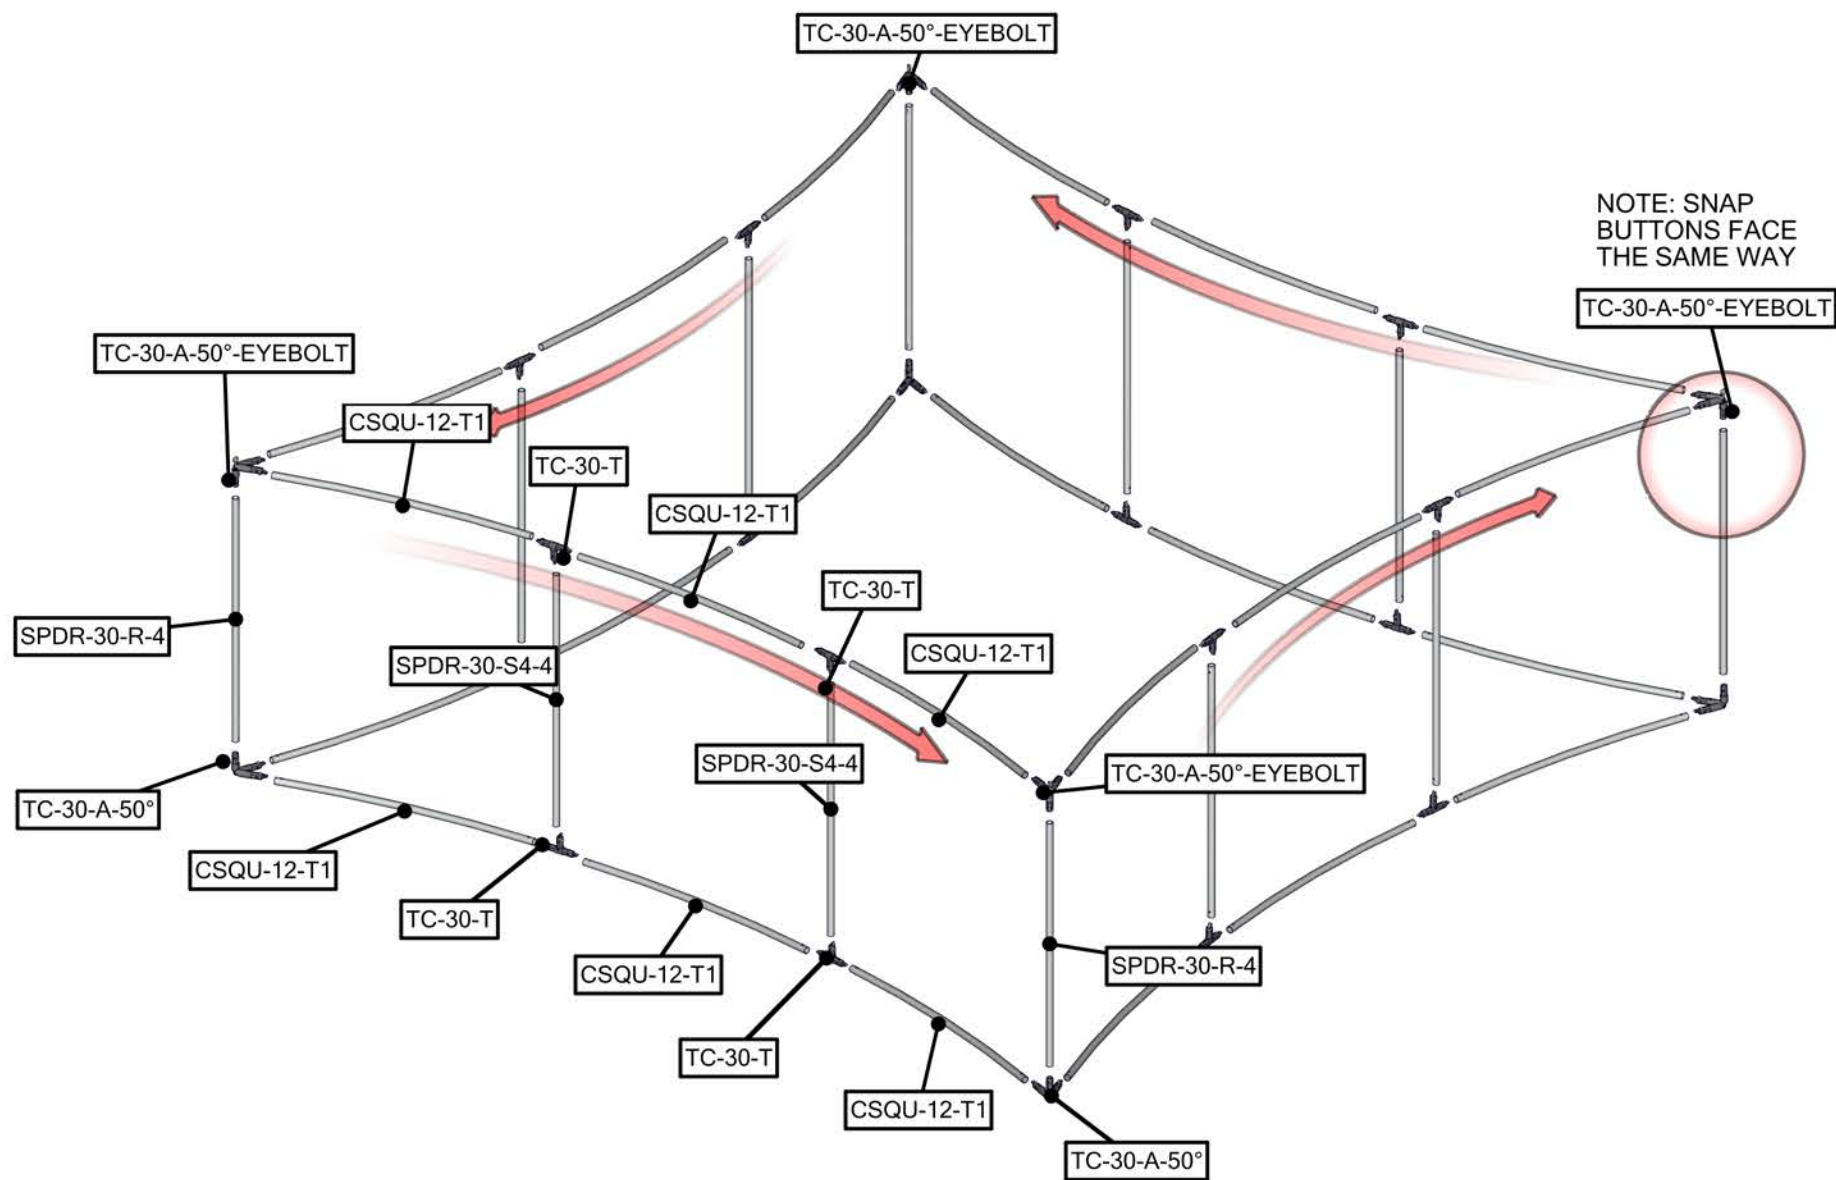 TC-30-A-50°-EYEBOLT
NOTE: SNAP
BUTTONS FACE
THE SAME WAY
TC-30-A-50°-EYEBOLT
TC-30-A-50°-EYEBOLT
CSQU-12-T1
TC-30-T
CSQU-12-T1
TC-30-T
SPDR-30-R-4
CSQU-12-T1
SPDR-30-S4-4
SPDR-30-S4-4
TC-30-A-50°-EYEBOLT
TC-30-A-50°
CSQU-12-T1
TC-30-T
SPDR-30-R-4
CSQU-12-T1
TC-30-T
CSQU-12-T1
TC-30-A-50°